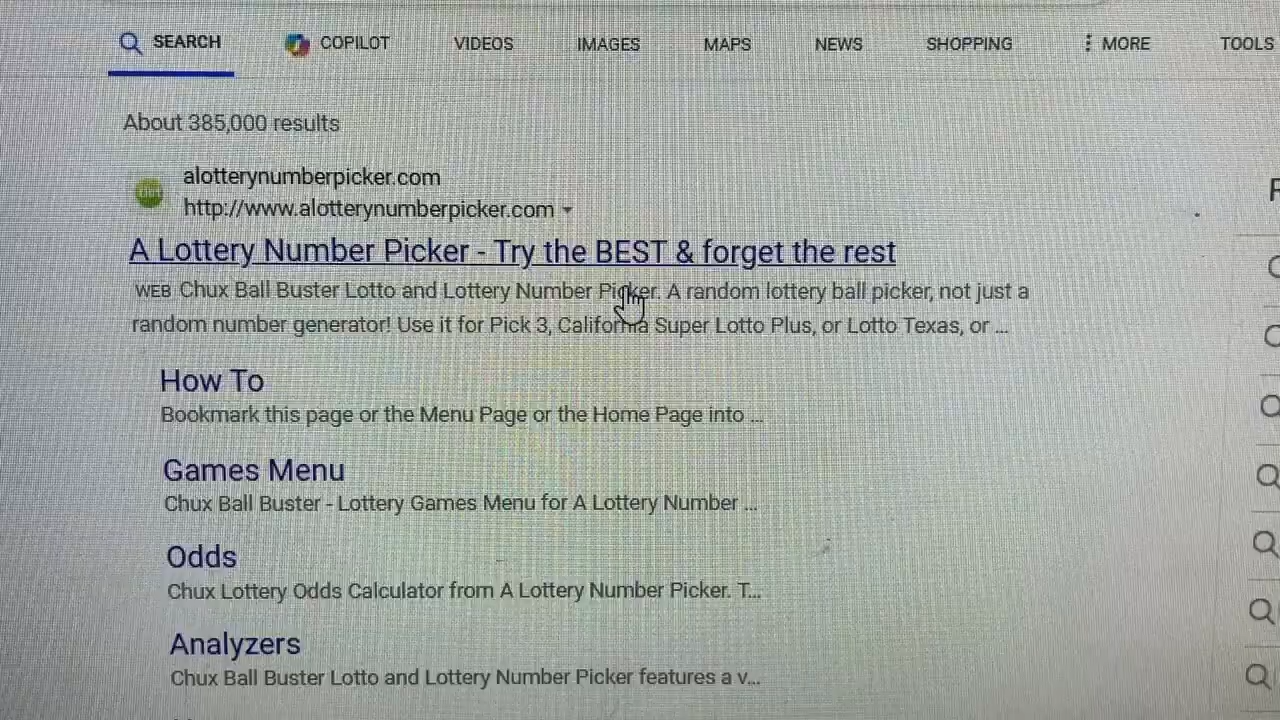 SEARCH
COPILOT
VIDEOS
IMAGES
MAPS
NEWS
SHOPPING
MORE
TOOLS
About 385,000 results
alotterynumberpicker.com
http://www.alotterynumberpicker.com
A Lottery Number Picker - Try the BEST & forget the rest
WEB Chux Ball Buster Lotto and Lottery Number Picker. A random lottery ball picker, not just a
random number generator! Use it for Pick 3, California Super Lotto Plus, or Lotto Texas, or ...
How To
Bookmark this page or the Menu Page or the Home Page into ...
Games Menu
Chux Ball Buster - Lottery Games Menu for A Lottery Number ...
Odds
Chux Lottery Odds Calculator from A Lottery Number Picker. T...
Analyzers
Chux Ball Buster Lotto and Lottery Number Picker features a v...